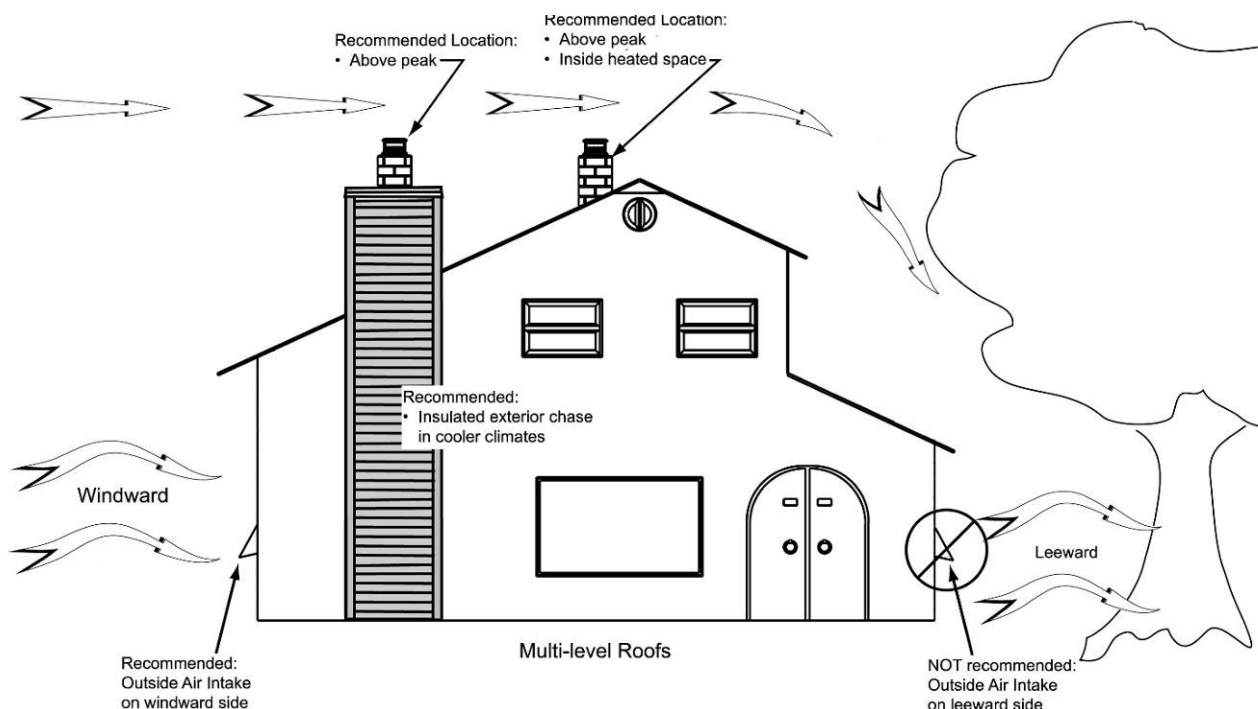 Recommended Location:
• Above peak
Recommended Location:
• Above peak
• Inside heated space
Recommended:
• Insulated exterior chase
in cooler climates
Windward
Leeward
Recommended:
Outside Air Intake
on windward side
Multi-level Roofs
NOT recommended:
Outside Air Intake
on leeward side